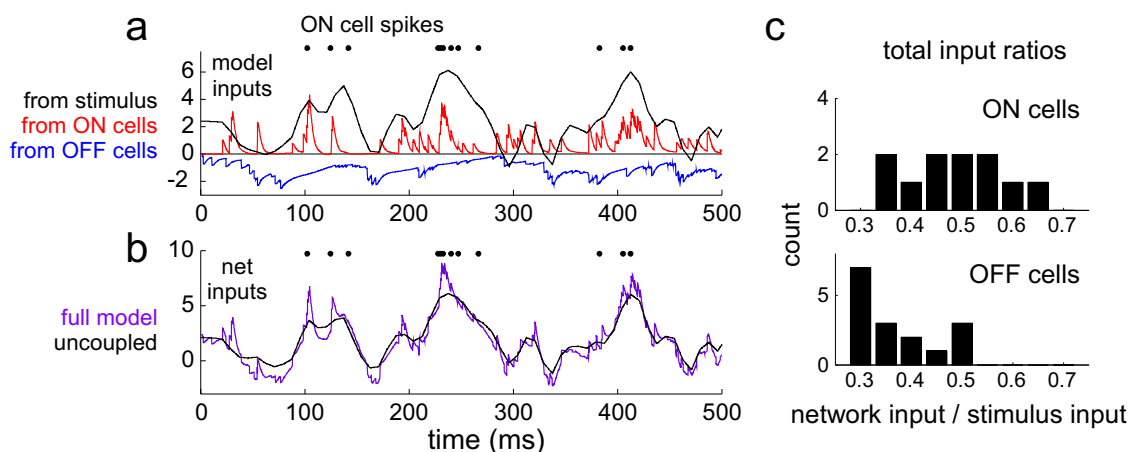 a
ON cell spikes
model
inputs
from stimulus
from ON cells
from OFF cells
6
4
2
0
-2
0 100 200 300 400 500
b
net
inputs
full model
uncoupled
10
5
0
0 100 200 300 400 500
time (ms)
c
total input ratios
ON cells
4
2
0
0.3 0.4 0.5 0.6 0.7
count
OFF cells
5
0
0.3 0.4 0.5 0.6 0.7
network input / stimulus input